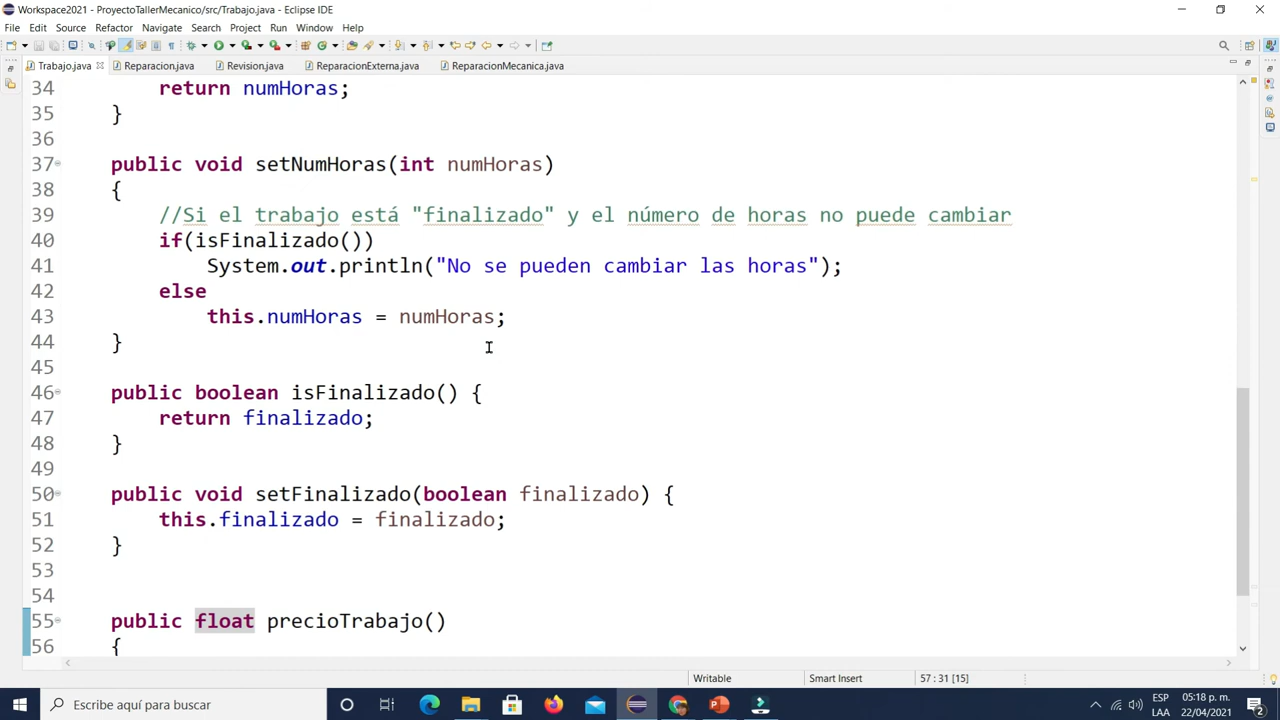 Workspace2021 - ProyectoTallerMecanico/src/Trabajo.java - Eclipse IDE
File Edit Source Refactor Navigate Search Project Run Window Help
Trabajo.java Reparacion.java Revision.java ReparacionExterna.java ReparacionMecanica.java
34 return numHoras;
35 }
36
37 public void setNumHoras(int numHoras)
38 {
39 //Si el trabajo está "finalizado" y el número de horas no puede cambiar
40 if(isFinalizado())
41 System.out.println("No se pueden cambiar las horas");
42 else
43 this.numHoras = numHoras;
44 }
45
46 public boolean isFinalizado() {
47 return finalizado;
48 }
49
50 public void setFinalizado(boolean finalizado) {
51 this.finalizado = finalizado;
52 }
53
54
55 public float precioTrabajo()
56 {
Writable Smart Insert 57 : 31 [15]
Escribe aquí para buscar
ESP 05:18 p. m.
LAA 22/04/2021 2